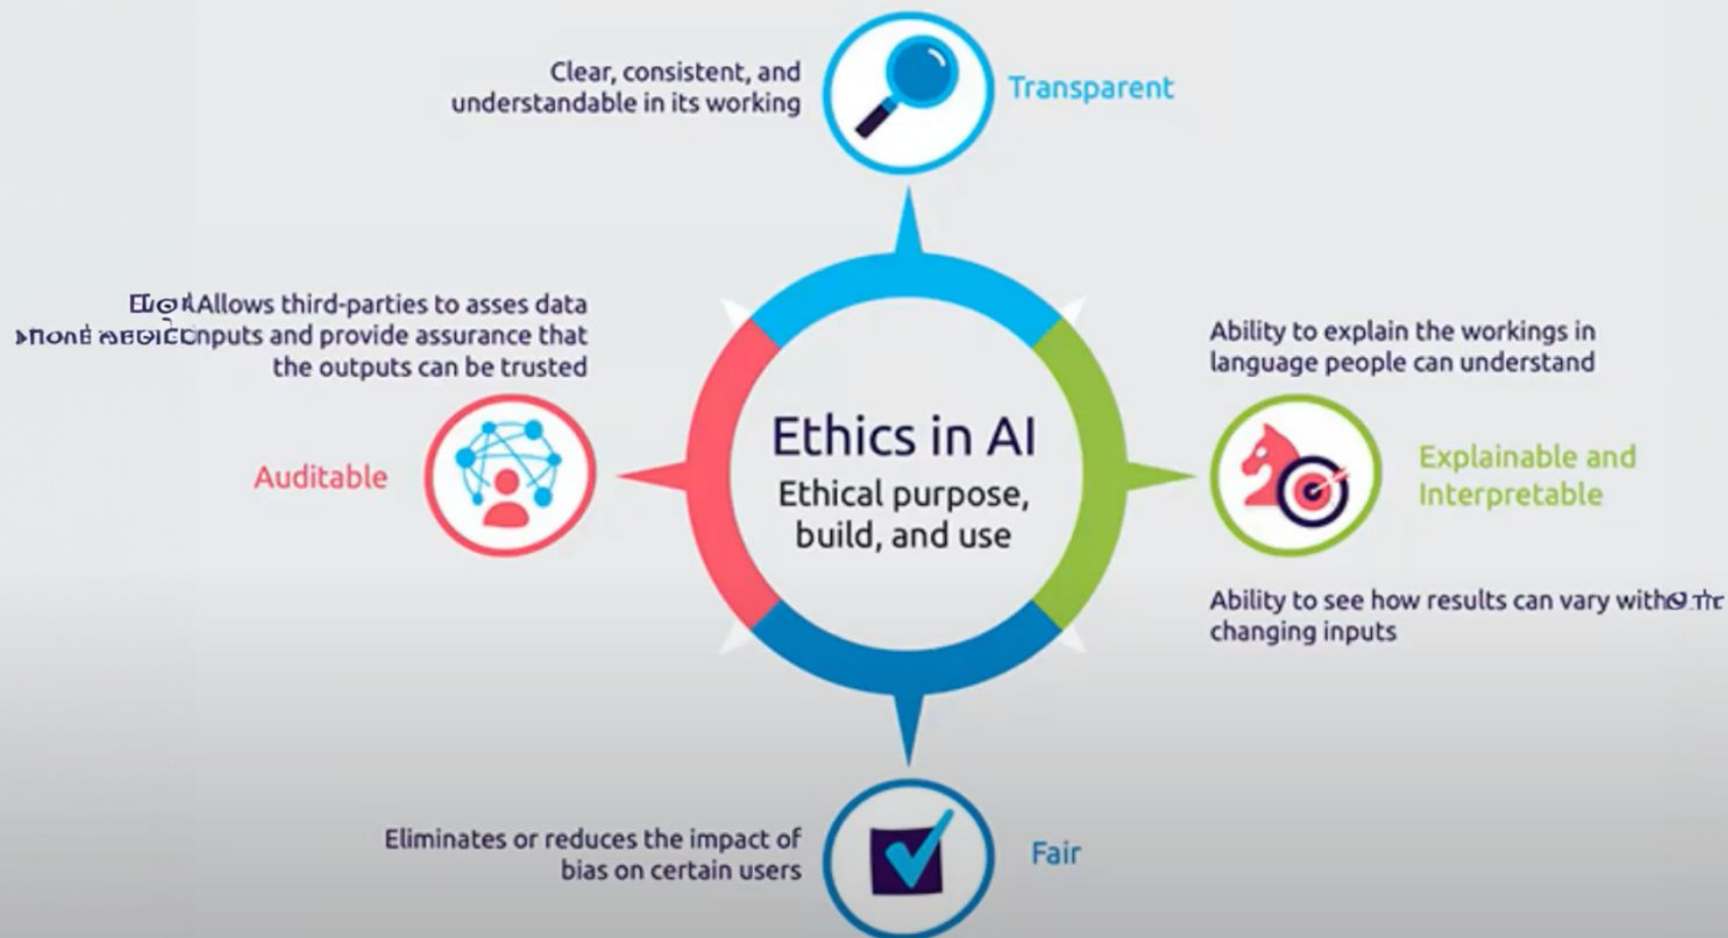 Clear, consistent, and
understandable in its working
Transparent
Allows third-parties to asses data
inputs and provide assurance that
the outputs can be trusted
Auditable
Ethics in AI
Ethical purpose,
build, and use
Ability to explain the workings in
language people can understand
Explainable and
Interpretable
Ability to see how results can vary with
changing inputs
Eliminates or reduces the impact of
bias on certain users
Fair